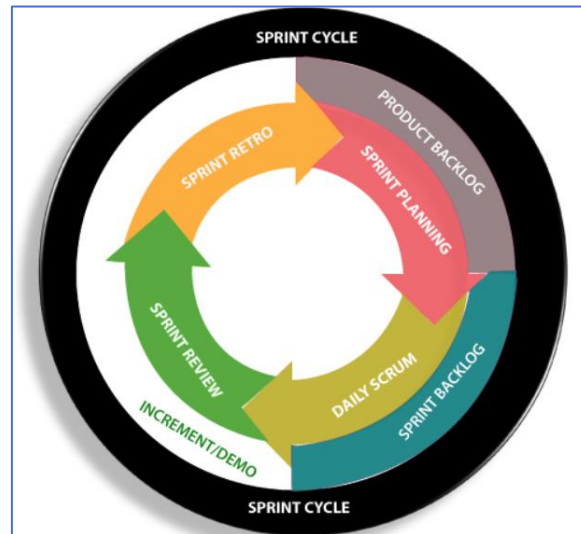 SPRINT CYCLE
PRODUCT BACKLOG
SPRINT RETRO
SPRINT PLANNING
SPRINT REVIEW
DAILY SCRUM
SPRINT BACKLOG
INCREMENT/DEMO
SPRINT CYCLE